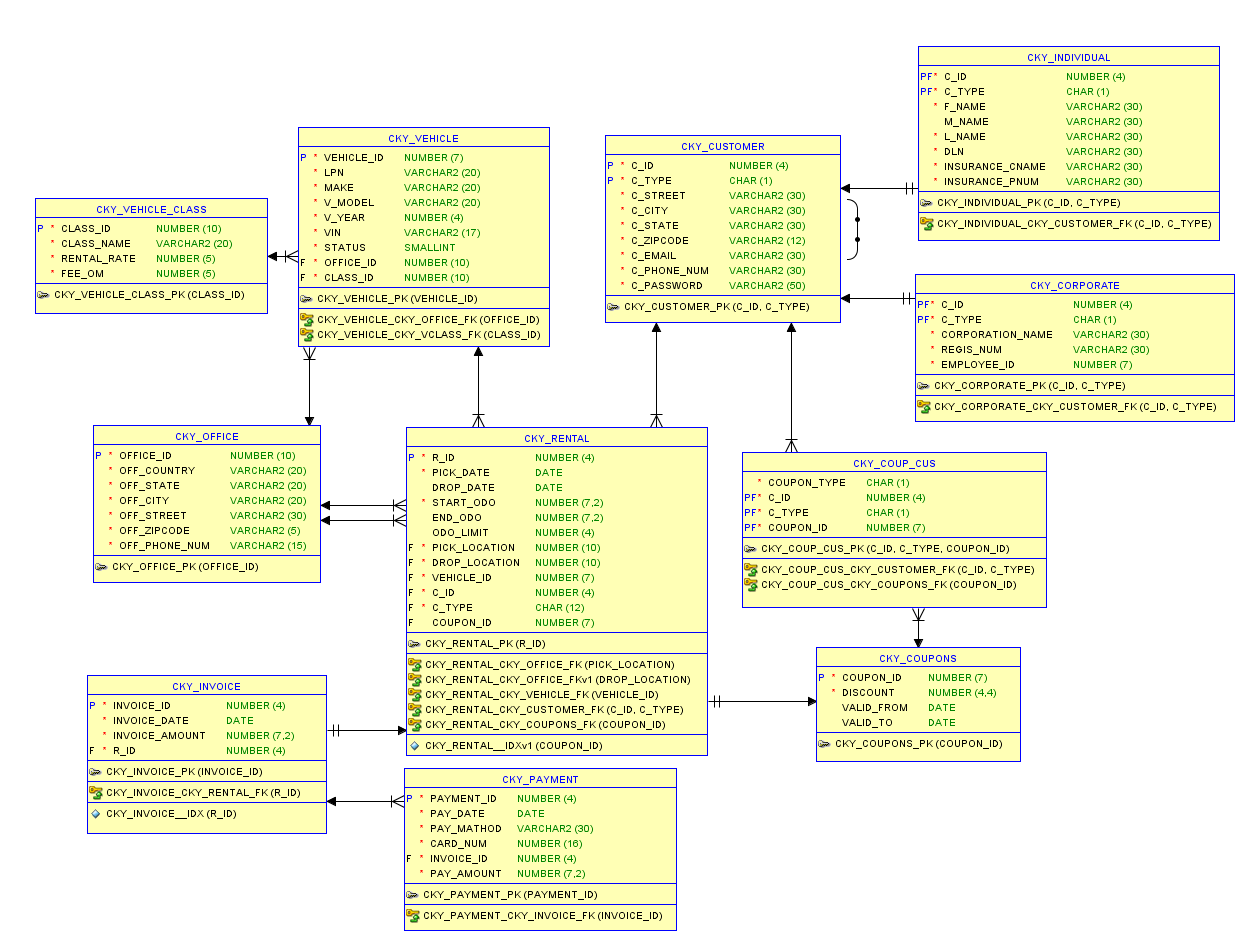 CKY_INDIVIDUAL
PF* C_ID NUMBER (4)
PF* C_TYPE CHAR (1)
* F_NAME VARCHAR2 (30)
M_NAME VARCHAR2 (30)
* L_NAME VARCHAR2 (30)
* DLN VARCHAR2 (30)
* INSURANCE_CNAME VARCHAR2 (30)
* INSURANCE_PNUM VARCHAR2 (30)
CKY_INDIVIDUAL_PK (C_ID, C_TYPE)
CKY_INDIVIDUAL_CKY_CUSTOMER_FK (C_ID, C_TYPE)
CKY_VEHICLE
P * VEHICLE_ID NUMBER (7)
* LPN VARCHAR2 (20)
* MAKE VARCHAR2 (20)
* V_MODEL VARCHAR2 (20)
* V_YEAR NUMBER (4)
* VIN VARCHAR2 (17)
* STATUS SMALLINT
F * OFFICE_ID NUMBER (10)
F * CLASS_ID NUMBER (10)
CKY_VEHICLE_PK (VEHICLE_ID)
CKY_VEHICLE_CKY_OFFICE_FK (OFFICE_ID)
CKY_VEHICLE_CKY_VCLASS_FK (CLASS_ID)
CKY_CUSTOMER
P * C_ID NUMBER (4)
P * C_TYPE CHAR (1)
* C_STREET VARCHAR2 (30)
* C_CITY VARCHAR2 (30)
* C_STATE VARCHAR2 (30)
* C_ZIPCODE VARCHAR2 (12)
* C_EMAIL VARCHAR2 (30)
* C_PHONE_NUM VARCHAR2 (30)
* C_PASSWORD VARCHAR2 (50)
CKY_CUSTOMER_PK (C_ID, C_TYPE)
CKY_VEHICLE_CLASS
P * CLASS_ID NUMBER (10)
* CLASS_NAME VARCHAR2 (20)
* RENTAL_RATE NUMBER (5)
* FEE_OM NUMBER (5)
CKY_VEHICLE_CLASS_PK (CLASS_ID)
CKY_CORPORATE
PF* C_ID NUMBER (4)
PF* C_TYPE CHAR (1)
* CORPORATION_NAME VARCHAR2 (30)
* REGIS_NUM VARCHAR2 (30)
* EMPLOYEE_ID NUMBER (7)
CKY_CORPORATE_PK (C_ID, C_TYPE)
CKY_CORPORATE_CKY_CUSTOMER_FK (C_ID, C_TYPE)
CKY_OFFICE
P * OFFICE_ID NUMBER (10)
* OFF_COUNTRY VARCHAR2 (20)
* OFF_STATE VARCHAR2 (20)
* OFF_CITY VARCHAR2 (20)
* OFF_STREET VARCHAR2 (30)
* OFF_ZIPCODE VARCHAR2 (5)
* OFF_PHONE_NUM VARCHAR2 (15)
CKY_OFFICE_PK (OFFICE_ID)
CKY_RENTAL
P * R_ID NUMBER (4)
* PICK_DATE DATE
DROP_DATE DATE
* START_ODO NUMBER (7,2)
END_ODO NUMBER (7,2)
ODO_LIMIT NUMBER (4)
F * PICK_LOCATION NUMBER (10)
F * DROP_LOCATION NUMBER (10)
F * VEHICLE_ID NUMBER (7)
F * C_ID NUMBER (4)
F * C_TYPE CHAR (12)
F COUPON_ID NUMBER (7)
CKY_RENTAL_PK (R_ID)
CKY_RENTAL_CKY_OFFICE_FK (PICK_LOCATION)
CKY_RENTAL_CKY_OFFICE_FKv1 (DROP_LOCATION)
CKY_RENTAL_CKY_VEHICLE_FK (VEHICLE_ID)
CKY_RENTAL_CKY_CUSTOMER_FK (C_ID, C_TYPE)
CKY_RENTAL_CKY_COUPONS_FK (COUPON_ID)
CKY_RENTAL__IDXv1 (COUPON_ID)
CKY_COUP_CUS
* COUPON_TYPE CHAR (1)
PF* C_ID NUMBER (4)
PF* C_TYPE CHAR (1)
PF* COUPON_ID NUMBER (7)
CKY_COUP_CUS_PK (C_ID, C_TYPE, COUPON_ID)
CKY_COUP_CUS_CKY_CUSTOMER_FK (C_ID, C_TYPE)
CKY_COUP_CUS_CKY_COUPONS_FK (COUPON_ID)
CKY_COUPONS
P * COUPON_ID NUMBER (7)
* DISCOUNT NUMBER (4,4)
VALID_FROM DATE
VALID_TO DATE
CKY_COUPONS_PK (COUPON_ID)
CKY_INVOICE
P * INVOICE_ID NUMBER (4)
* INVOICE_DATE DATE
* INVOICE_AMOUNT NUMBER (7,2)
F * R_ID NUMBER (4)
CKY_INVOICE_PK (INVOICE_ID)
CKY_INVOICE_CKY_RENTAL_FK (R_ID)
CKY_INVOICE__IDX (R_ID)
CKY_PAYMENT
P * PAYMENT_ID NUMBER (4)
* PAY_DATE DATE
* PAY_MATHOD VARCHAR2 (30)
* CARD_NUM NUMBER (16)
F * INVOICE_ID NUMBER (4)
* PAY_AMOUNT NUMBER (7,2)
CKY_PAYMENT_PK (PAYMENT_ID)
CKY_PAYMENT_CKY_INVOICE_FK (INVOICE_ID)